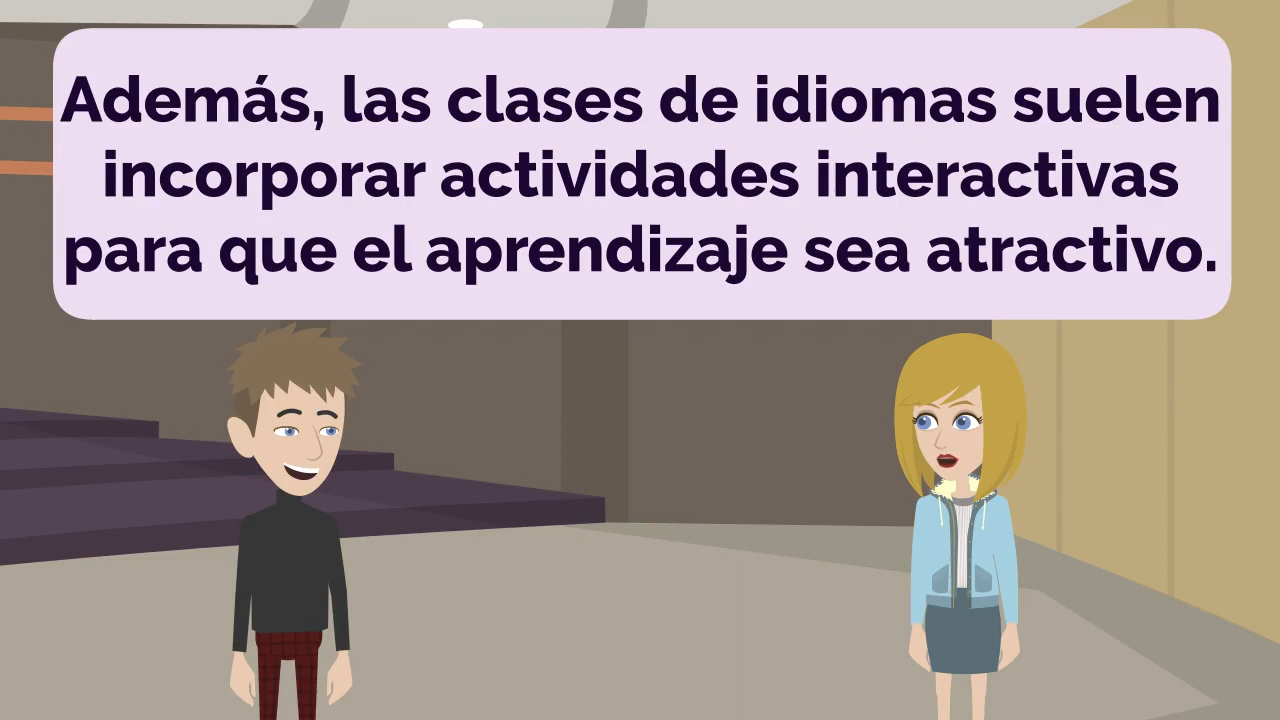 Además, las clases de idiomas suelen
incorporar actividades interactivas
para que el aprendizaje sea atractivo.